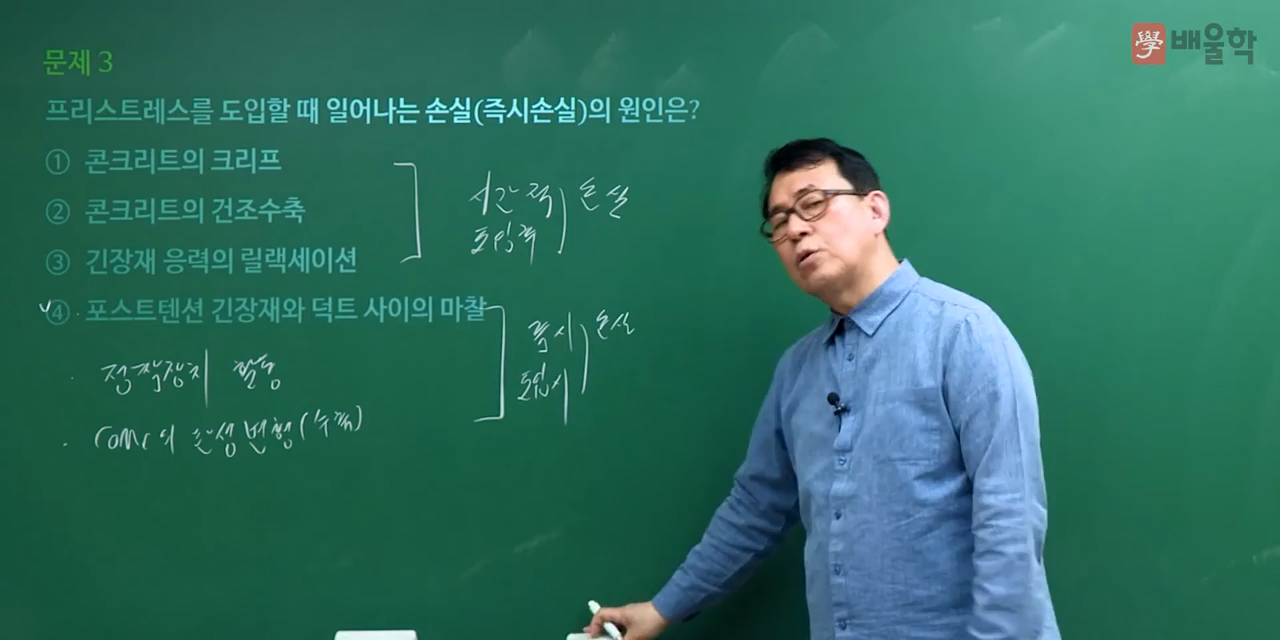 學 배울학
문제 3
프리스트레스를 도입할 때 일어나는 손실(즉시손실)의 원인은?
① 콘크리트의 크리프
② 콘크리트의 건조수축
③ 긴장재 응력의 릴랙세이션
④ 포스트텐션 긴장재와 덕트 사이의 마찰
시간적 손실
도입후
즉시 손실
도입시
정착장치 활동
· conc의 탄성변형(수축)